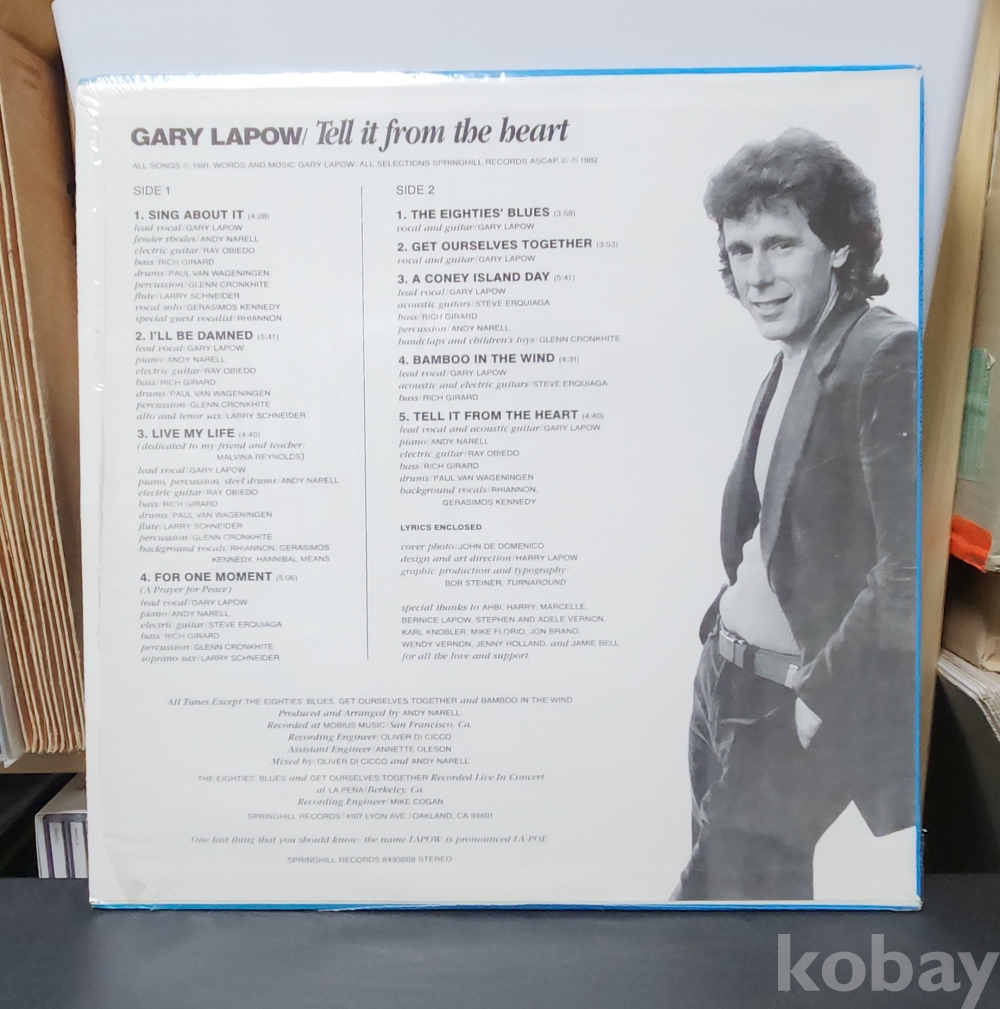 GARY LAPOW/ Tell it from the heart
ALL SONGS © 1981, WORDS AND MUSIC GARY LAPOW/ALL SELECTIONS SPRINGHILL RECORDS ASCAP © ℗ 1982
SIDE 1
1. SING ABOUT IT (4:28)
lead vocal/GARY LAPOW
fender rhodes/ANDY NARELL
electric guitar/RAY OBIEDO
bass/RICH GIRARD
drums/PAUL VAN WAGENINGEN
percussion/GLENN CRONKHITE
flute/LARRY SCHNEIDER
vocal solo/GERASIMOS KENNEDY
special guest vocalist/RHIANNON
2. I'LL BE DAMNED (5:41)
lead vocal/GARY LAPOW
piano/ANDY NARELL
electric guitar/RAY OBIEDO
bass/RICH GIRARD
drums/PAUL VAN WAGENINGEN
percussion/GLENN CRONKHITE
alto and tenor sax/LARRY SCHNEIDER
3. LIVE MY LIFE (4:40)
(dedicated to my friend and teacher/
MALVINA REYNOLDS)
lead vocal/GARY LAPOW
piano, percussion, steel drums/ANDY NARELL
electric guitar/RAY OBIEDO
bass/RICH GIRARD
drums/PAUL VAN WAGENINGEN
flute/LARRY SCHNEIDER
percussion/GLENN CRONKHITE
background vocals/RHIANNON, GERASIMOS
KENNEDY, HANNIBAL MEANS
4. FOR ONE MOMENT (5:06)
(A Prayer for Peace)
lead vocal/GARY LAPOW
piano/ANDY NARELL
electric guitar/STEVE ERQUIAGA
bass/RICH GIRARD
percussion/GLENN CRONKHITE
soprano sax/LARRY SCHNEIDER
SIDE 2
1. THE EIGHTIES' BLUES (3:58)
vocal and guitar/GARY LAPOW
2. GET OURSELVES TOGETHER (3:53)
vocal and guitar/GARY LAPOW
3. A CONEY ISLAND DAY (5:41)
lead vocal/GARY LAPOW
acoustic guitars/STEVE ERQUIAGA
bass/RICH GIRARD
percussion/ANDY NARELL
handclaps and children's toys/GLENN CRONKHITE
4. BAMBOO IN THE WIND (4:31)
lead vocal/GARY LAPOW
acoustic and electric guitars/STEVE ERQUIAGA
bass/RICH GIRARD
5. TELL IT FROM THE HEART (4:40)
lead vocal and acoustic guitar/GARY LAPOW
piano/ANDY NARELL
electric guitar/RAY OBIEDO
bass/RICH GIRARD
drums/PAUL VAN WAGENINGEN
background vocals/RHIANNON,
GERASIMOS KENNEDY
LYRICS ENCLOSED
cover photo/JOHN DE DOMENICO
design and art direction/HARRY LAPOW
graphic production and typography/
BOB STEINER, TURNAROUND
special thanks to AHBI, HARRY, MARCELLE,
BERNICE LAPOW, STEPHEN AND ADELE VERNON,
KARL KNOBLER, MIKE FLORIO, JON BRAND,
WENDY VERNON, JENNY HOLLAND, and JAMIE BELL
for all the love and support.
All Tunes Except THE EIGHTIES' BLUES, GET OURSELVES TOGETHER and BAMBOO IN THE WIND
Produced and Arranged by ANDY NARELL
Recorded at MOBIUS MUSIC/San Francisco, Ca.
Recording Engineer/OLIVER DI CICCO
Assistant Engineer/ANNETTE OLESON
Mixed by/OLIVER DI CICCO and ANDY NARELL
THE EIGHTIES' BLUES and GET OURSELVES TOGETHER Recorded Live In Concert
at LA PEÑA/Berkeley, Ca.
Recording Engineer/MIKE COGAN
SPRINGHILL RECORDS/4107 LYON AVE./OAKLAND, CA 94601
One last thing that you should know: the name LAPOW is pronounced LA-POE
SPRINGHILL RECORDS 6493008 STEREO
kobay